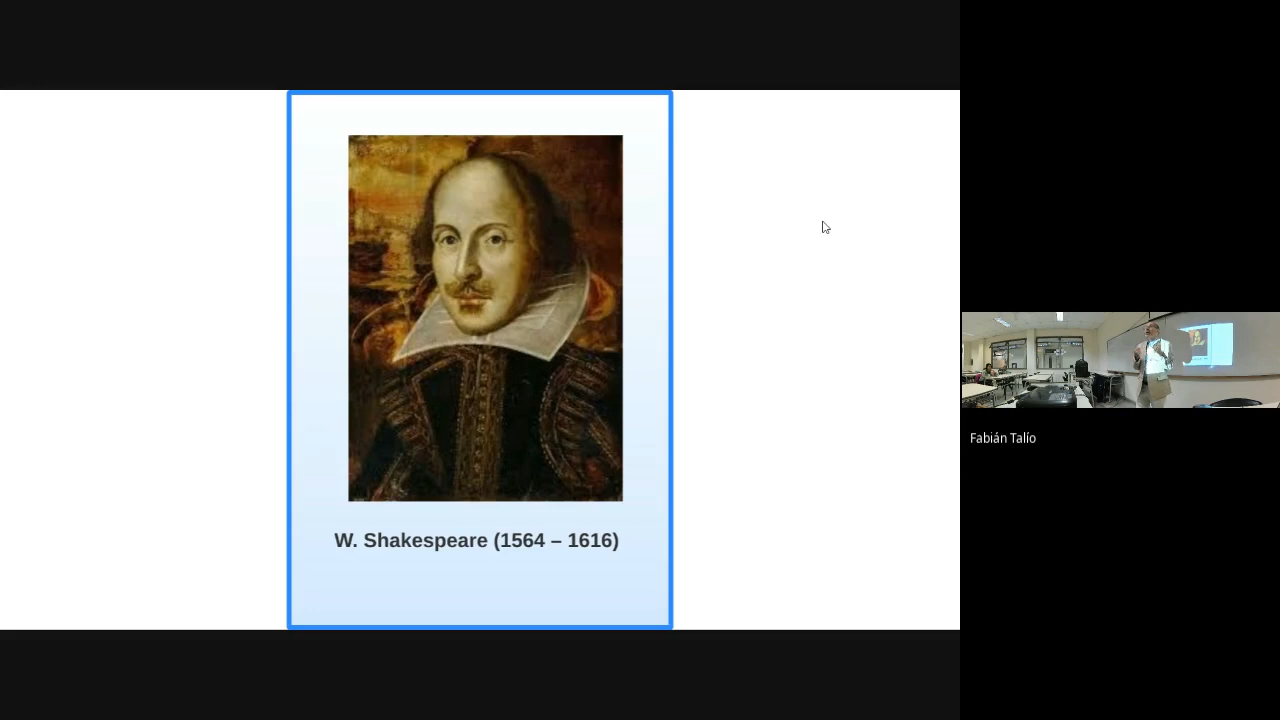 W. Shakespeare (1564 – 1616)
Fabián Talío